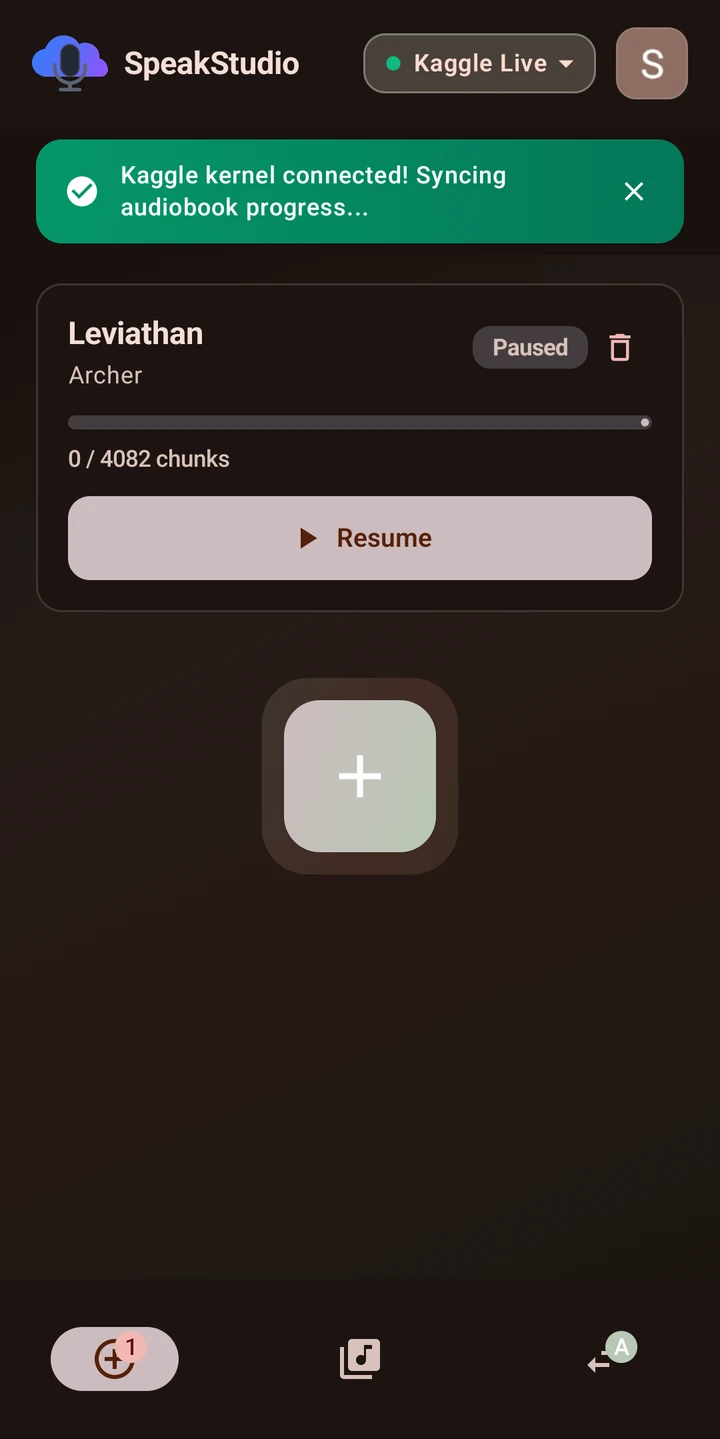 SpeakStudio
Kaggle Live
S
Kaggle kernel connected! Syncing
audiobook progress...
Leviathan
Archer
Paused
0 / 4082 chunks
Resume
1
A